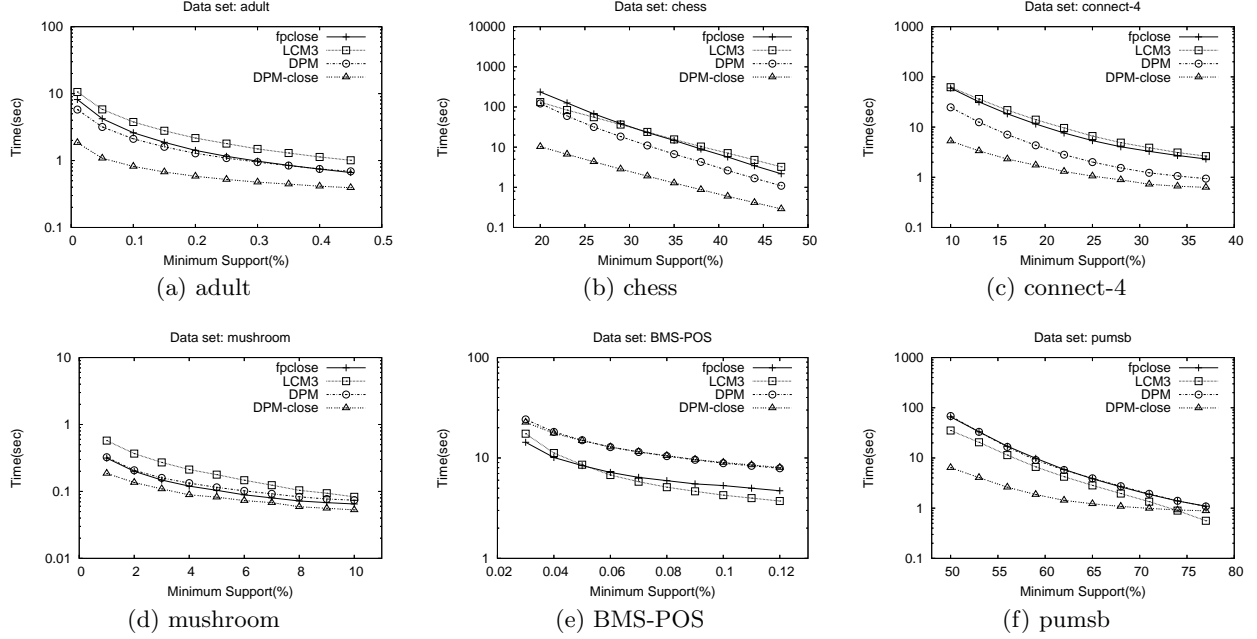 Data set: adult
100
10
1
0.1
0 0.1 0.2 0.3 0.4 0.5
Time(sec)
Minimum Support(%)
fpclose
LCM3
DPM
DPM-close
(a) adult
Data set: chess
10000
1000
100
10
1
0.1
20 25 30 35 40 45 50
Time(sec)
Minimum Support(%)
fpclose
LCM3
DPM
DPM-close
(b) chess
Data set: connect-4
1000
100
10
1
0.1
10 15 20 25 30 35 40
Time(sec)
Minimum Support(%)
fpclose
LCM3
DPM
DPM-close
(c) connect-4
Data set: mushroom
10
1
0.1
0.01
0 2 4 6 8 10
Time(sec)
Minimum Support(%)
fpclose
LCM3
DPM
DPM-close
(d) mushroom
Data set: BMS-POS
100
10
1
0.02 0.04 0.06 0.08 0.1 0.12
Time(sec)
Minimum Support(%)
fpclose
LCM3
DPM
DPM-close
(e) BMS-POS
Data set: pumsb
1000
100
10
1
0.1
50 55 60 65 70 75 80
Time(sec)
Minimum Support(%)
fpclose
LCM3
DPM
DPM-close
(f) pumsb